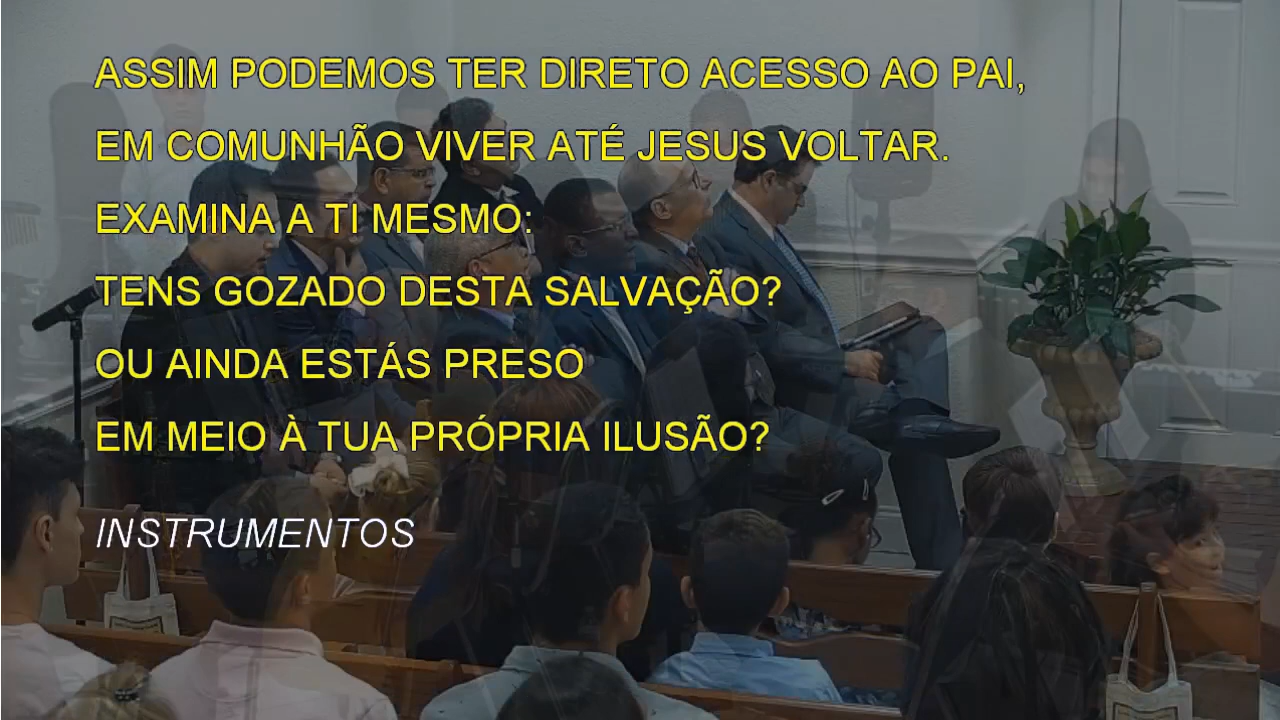 ASSIM PODEMOS TER DIRETO ACESSO AO PAI,
EM COMUNHÃO VIVER ATÉ JESUS VOLTAR.
EXAMINA A TI MESMO:
TENS GOZADO DESTA SALVAÇÃO?
OU AINDA ESTÁS PRESO
EM MEIO À TUA PRÓPRIA ILUSÃO?
INSTRUMENTOS